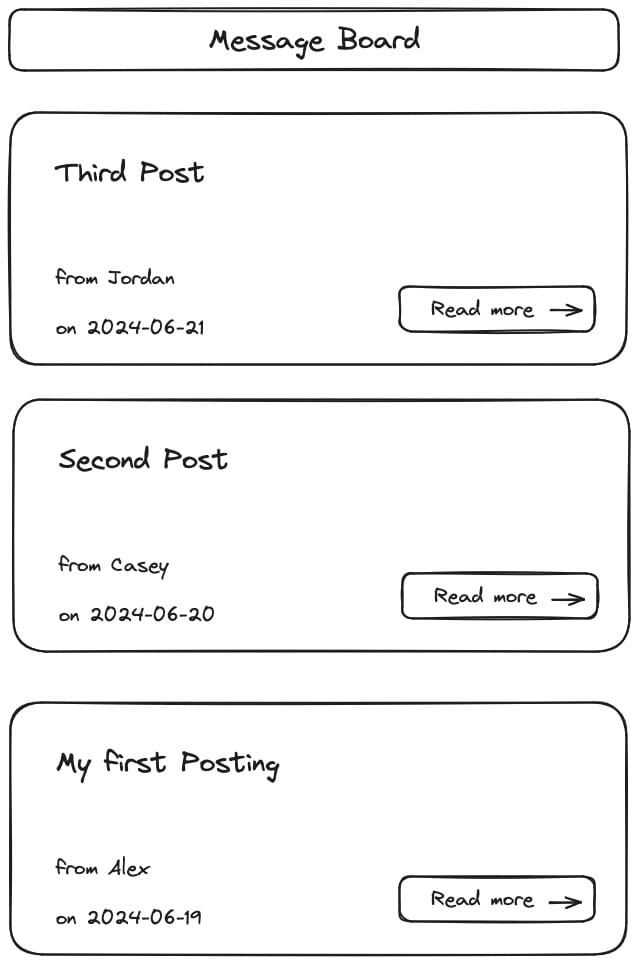 Message Board
Third Post
from Jordan
on 2024-06-21
Read more →
Second Post
from Casey
on 2024-06-20
Read more →
My first Posting
from Alex
on 2024-06-19
Read more →